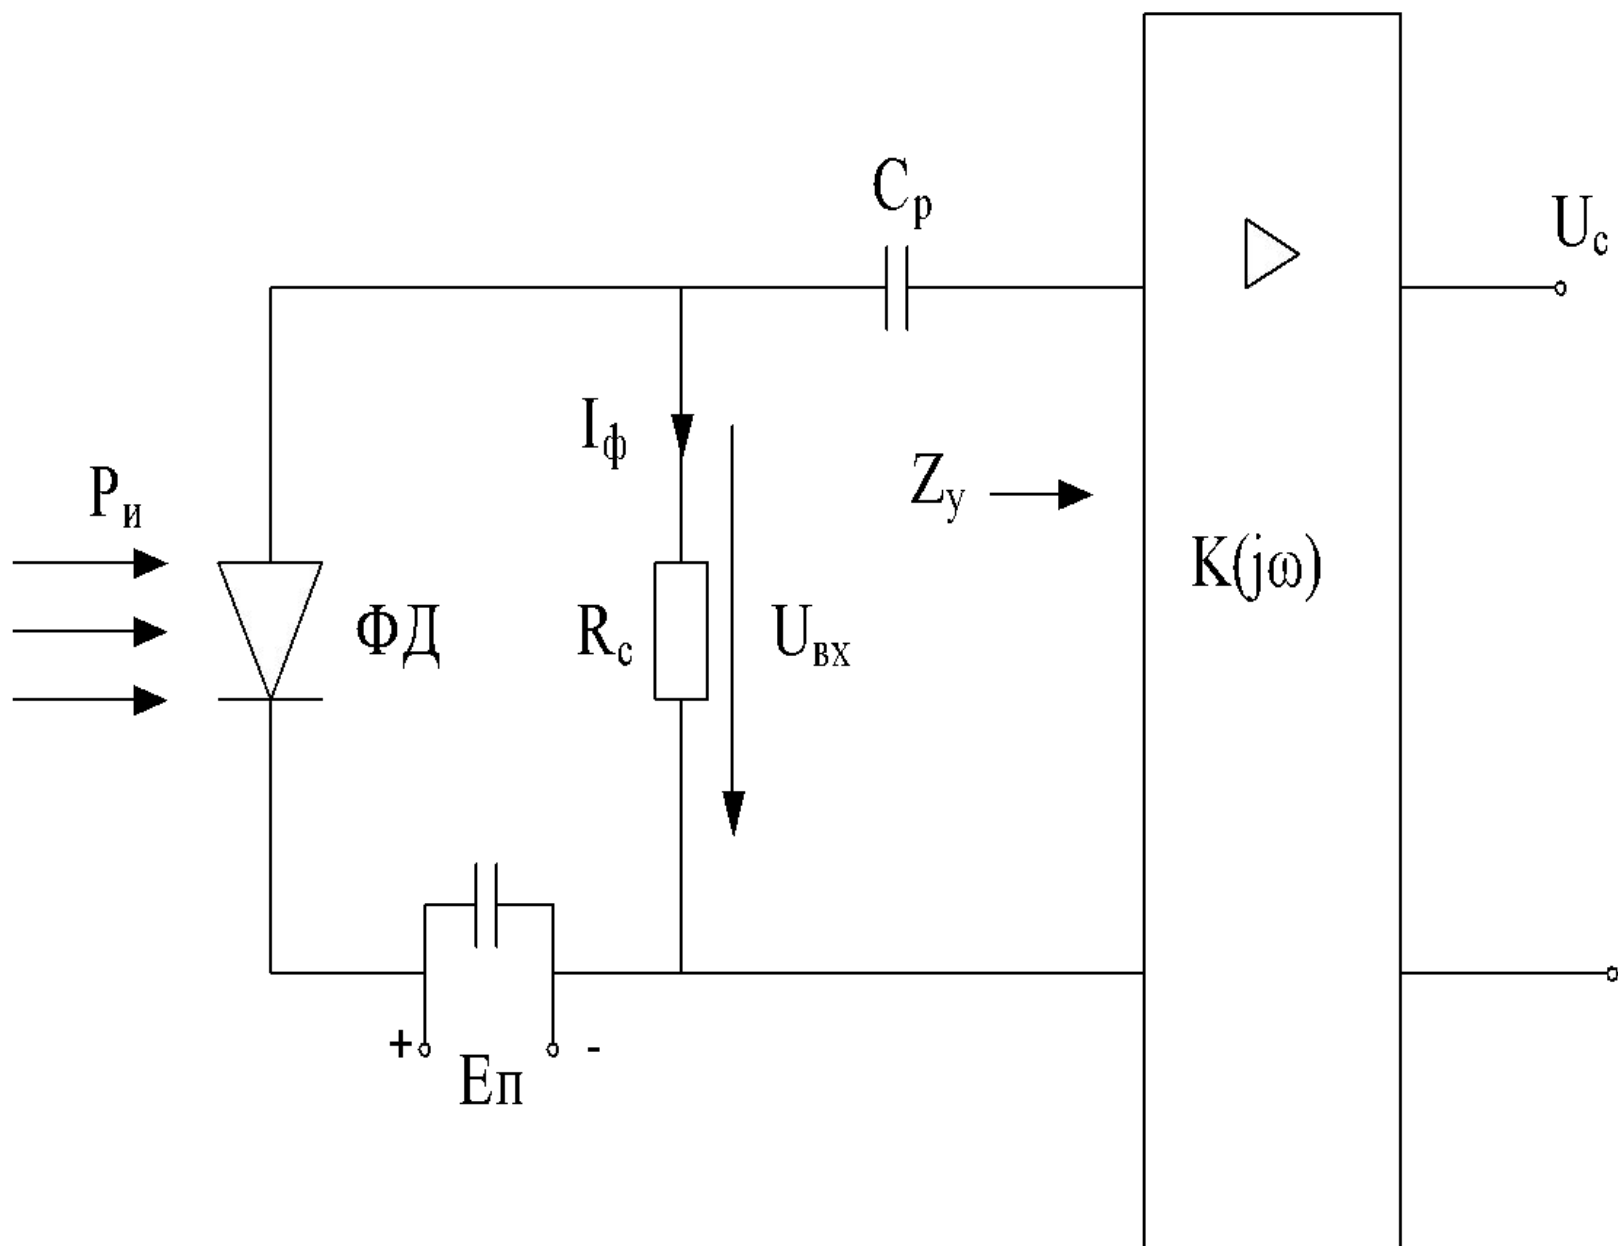 Cр
Uс
Iф
Zу
Pи
K(jω)
ФД
Rс
Uвх
+
-
Eп